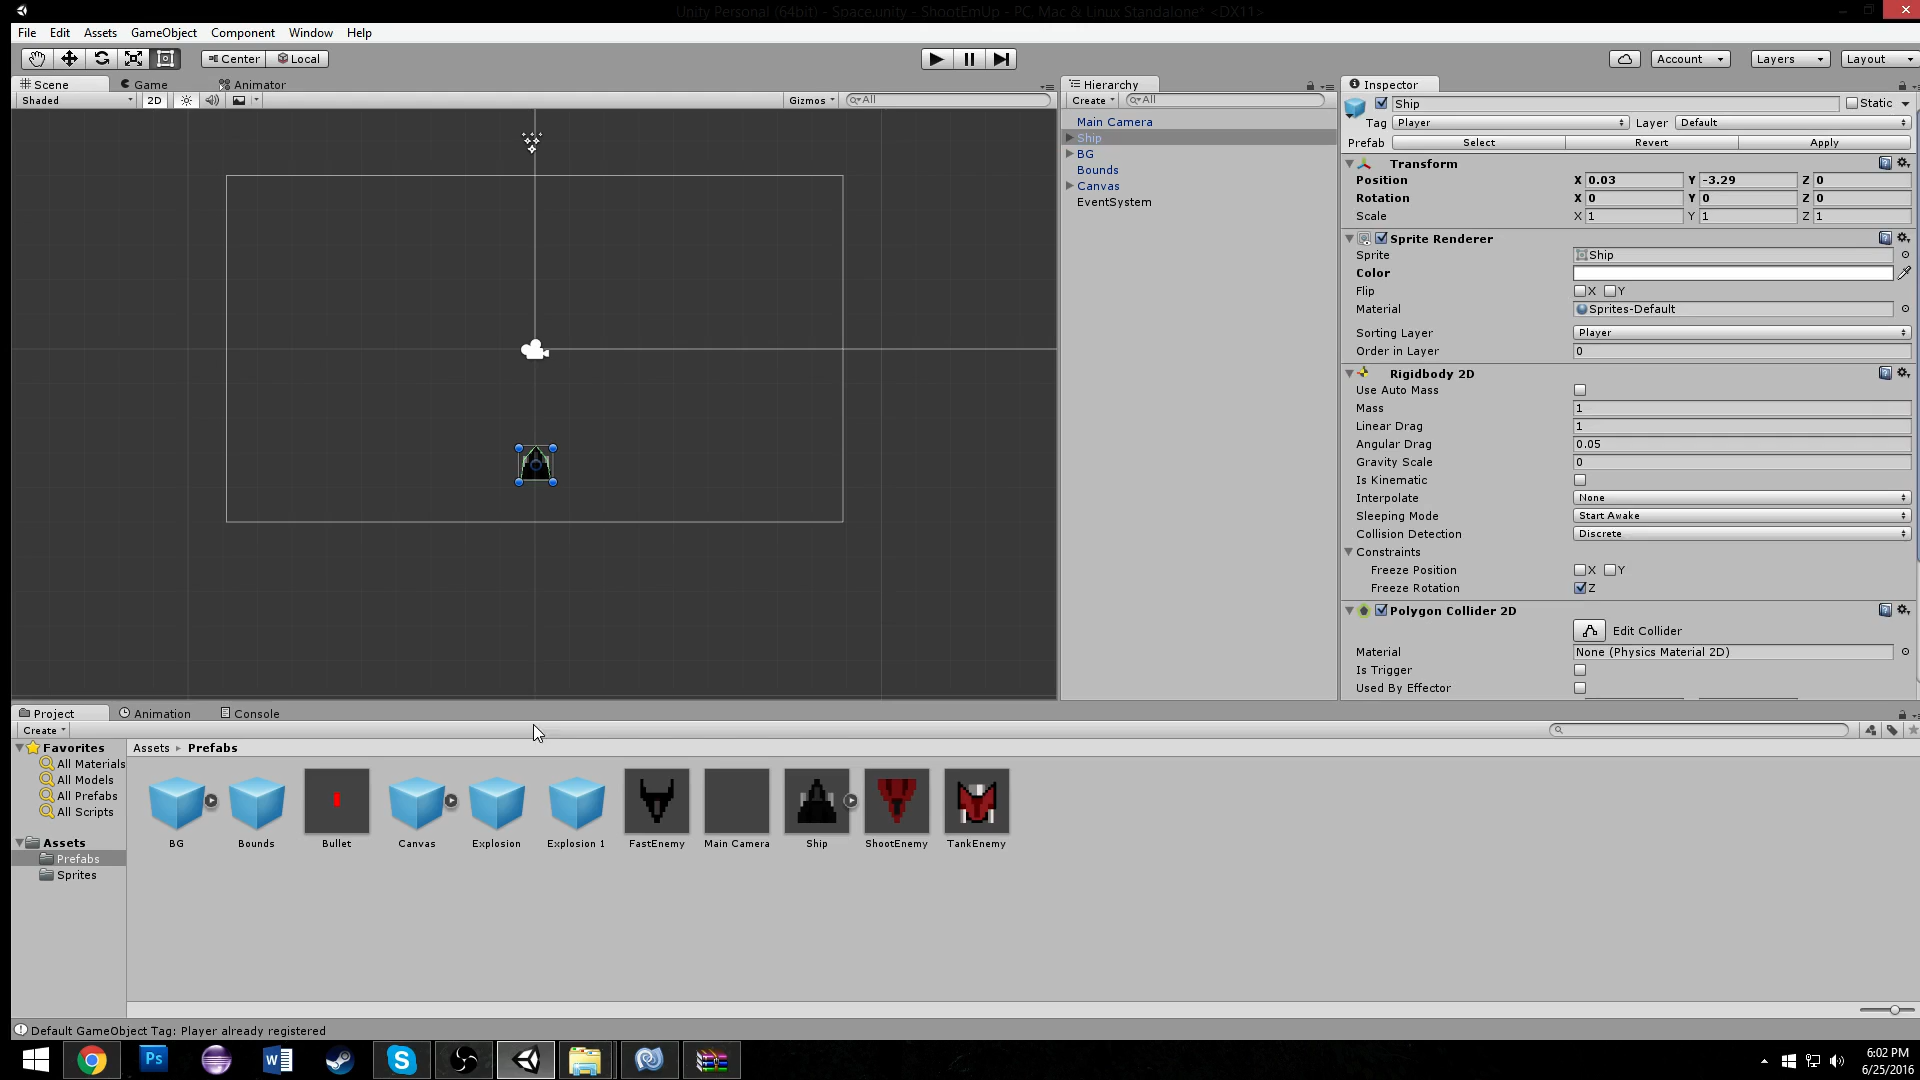 Unity Personal (64bit) - Space.unity - ShootEmUp - PC, Mac & Linux Standalone* <DX11>
File Edit Assets GameObject Component Window Help
Center Local Account Layers Layout
Scene Game Animator
Shaded 2D Gizmos All
Hierarchy
Create All
Main Camera
Ship
BG
Bounds
Canvas
EventSystem
Inspector
Ship Static
Tag Player Layer Default
Prefab Select Revert Apply
Transform
Position X 0.03 Y -3.29 Z 0
Rotation X 0 Y 0 Z 0
Scale X 1 Y 1 Z 1
Sprite Renderer
Sprite Ship
Color
Flip X Y
Material Sprites-Default
Sorting Layer Player
Order in Layer 0
Rigidbody 2D
Use Auto Mass
Mass 1
Linear Drag 1
Angular Drag 0.05
Gravity Scale 0
Is Kinematic
Interpolate None
Sleeping Mode Start Awake
Collision Detection Discrete
Constraints
Freeze Position X Y
Freeze Rotation Z
Polygon Collider 2D
Edit Collider
Material None (Physics Material 2D)
Is Trigger
Used By Effector
Project Animation Console
Create
Favorites
All Materials
All Models
All Prefabs
All Scripts
Assets
Prefabs
Sprites
Assets Prefabs
BG Bounds Bullet Canvas Explosion Explosion 1 FastEnemy Main Camera Ship ShootEnemy TankEnemy
Default GameObject Tag: Player already registered
Ps
6:02 PM
6/25/2016